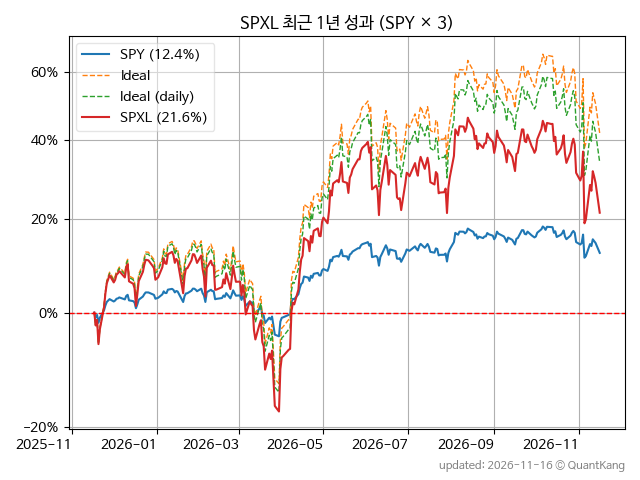 SPXL 최근 1년 성과 (SPY × 3)
SPY (12.4%)
Ideal
Ideal (daily)
SPXL (21.6%)
60%
40%
20%
0%
−20%
2025−11
2026−01
2026−03
2026−05
2026−07
2026−09
2026−11
updated: 2026-11-16 © QuantKang